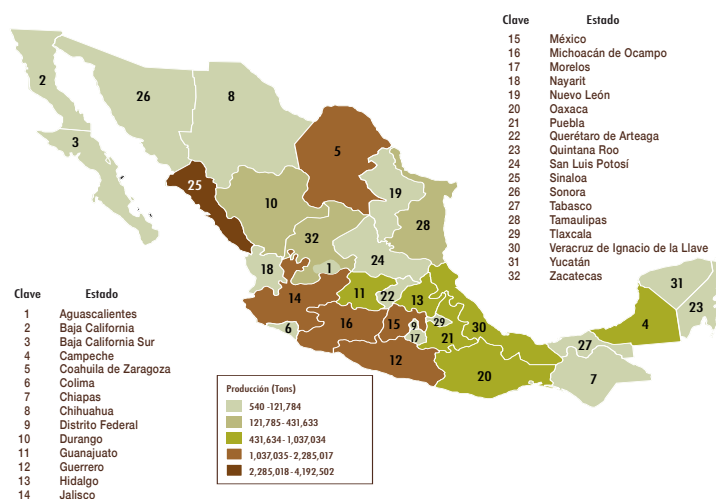 Clave Estado
15 México
16 Michoacán de Ocampo
17 Morelos
18 Nayarit
19 Nuevo León
20 Oaxaca
21 Puebla
22 Querétaro de Arteaga
23 Quintana Roo
24 San Luis Potosí
25 Sinaloa
26 Sonora
27 Tabasco
28 Tamaulipas
29 Tlaxcala
30 Veracruz de Ignacio de la Llave
31 Yucatán
32 Zacatecas
2
26
8
3
5
25
19
10
28
32
24
18
1
31
14
11
22
13
23
6
16
15
9
29
30
4
17
21
27
12
20
7
Clave Estado
1 Aguascalientes
2 Baja California
3 Baja California Sur
4 Campeche
5 Coahuila de Zaragoza
6 Colima
7 Chiapas
8 Chihuahua
9 Distrito Federal
10 Durango
11 Guanajuato
12 Guerrero
13 Hidalgo
14 Jalisco
Producción (Tons)
540 -121,784
121,785- 431,633
431,634 - 1,037,034
1,037,035 - 2,285,017
2,285,018- 4,192,502